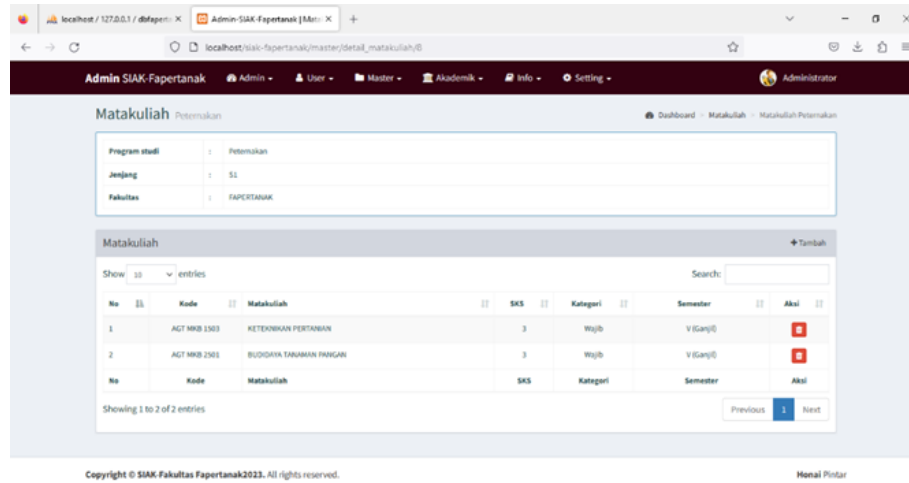 localhost / 127.0.0.1 / dbfapert
Admin-SIAK-Fapertanak | Mata
localhost/siak-fapertanak/master/detail_matakuliah/6
Admin SIAK-Fapertanak Admin User Master Akademik Info Setting Administrator
Matakuliah Peternakan
Dashboard > Matakuliah > Matakuliah Peternakan
Program studi : Peternakan
Jenjang : S1
Fakultas : FAPERTANAK
Matakuliah
+ Tambah
Show 10 entries
Search:
No Kode Matakuliah SKS Kategori Semester Aksi
1 AGT MKB 1503 KETEKNIKAN PERTANIAN 3 Wajib V (Ganjil)
2 AGT MKB 2501 BUDIDAYA TANAMAN PANGAN 3 Wajib V (Ganjil)
No Kode Matakuliah SKS Kategori Semester Aksi
Showing 1 to 2 of 2 entries
Previous 1 Next
Copyright © SIAK-Fakultas Fapertanak2023. All rights reserved.
Honai Pintar